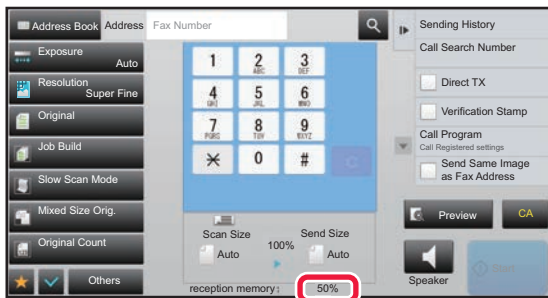 Address Book
Address
Fax Number
Exposure
Auto
Resolution
Super Fine
Original
Job Build
Slow Scan Mode
Mixed Size Orig.
Original Count
Others
1
2
ABC
3
DEF
4
GHI
5
JKL
6
MNO
7
PQRS
8
TUV
9
WXYZ
0
#
C
Scan Size
Auto
100%
Send Size
Auto
reception memory:
50%
Sending History
Call Search Number
Direct TX
Verification Stamp
Call Program
Call Registered settings
Send Same Image
as Fax Address
Preview
CA
Speaker
Start